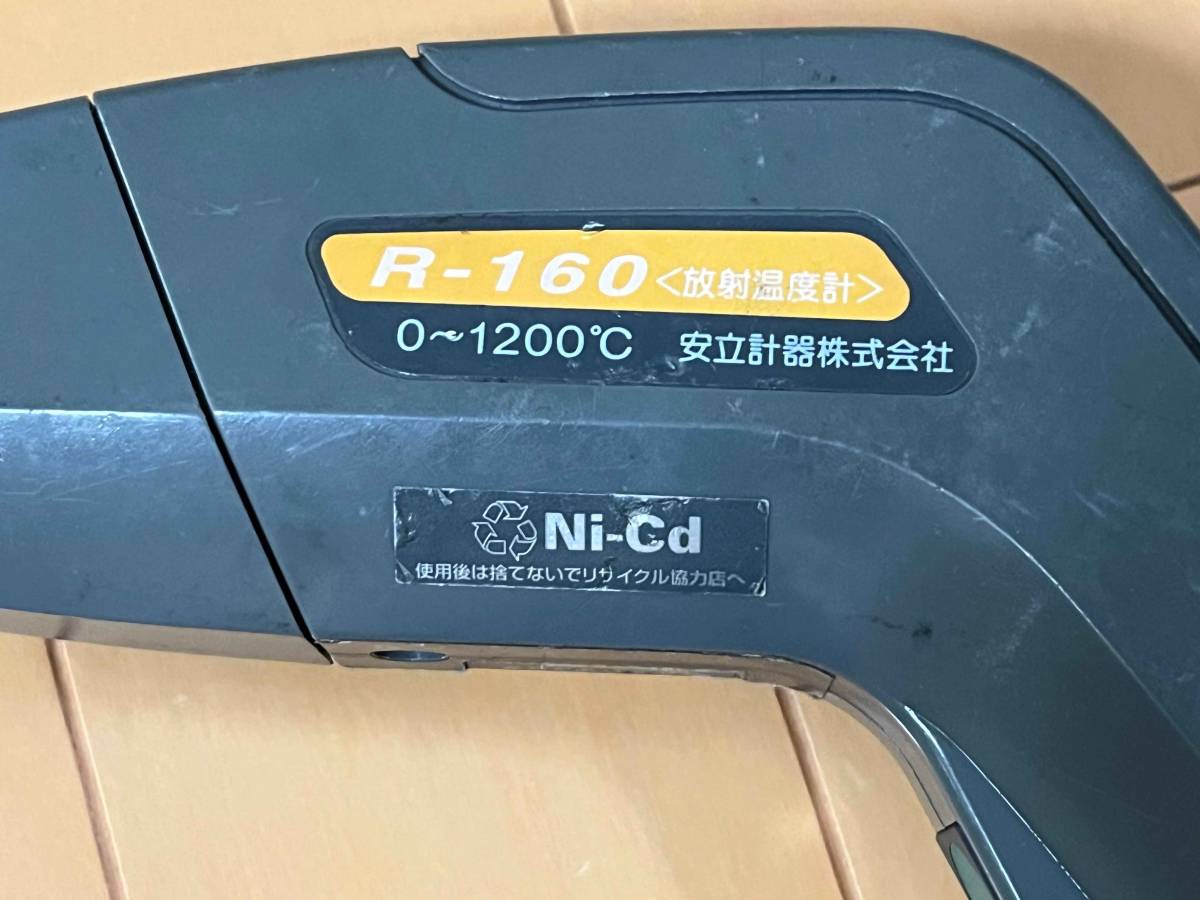 R-160<放射温度計>
0~1200℃ 安立計器株式会社
Ni-Cd
使用後は捨てないでリサイクル協力店へ